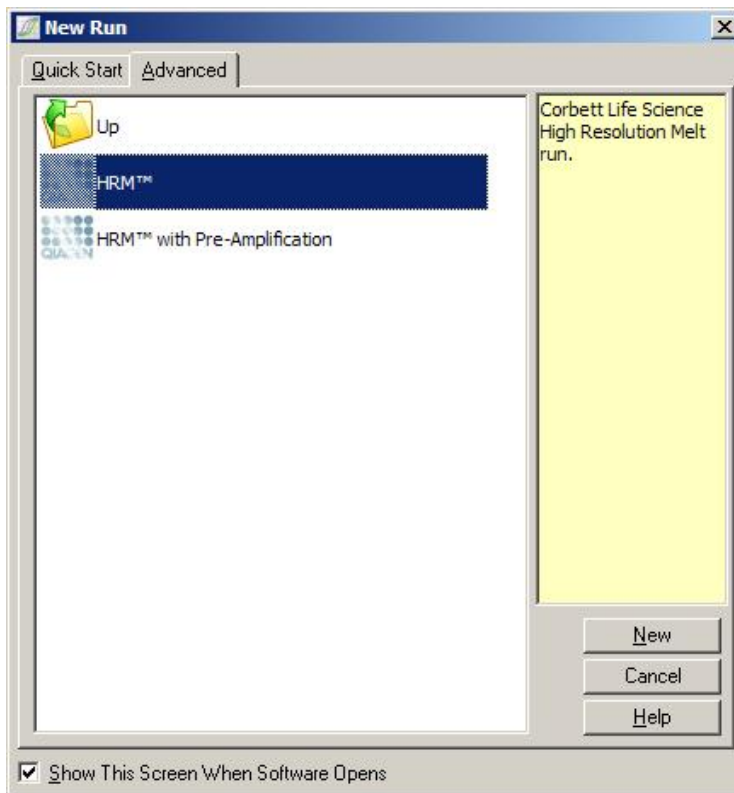 New Run
Quick Start
Advanced
Up
HRM™
HRM™ with Pre-Amplification
QIAGEN
Corbett Life Science
High Resolution Melt
run.
New
Cancel
Help
Show This Screen When Software Opens